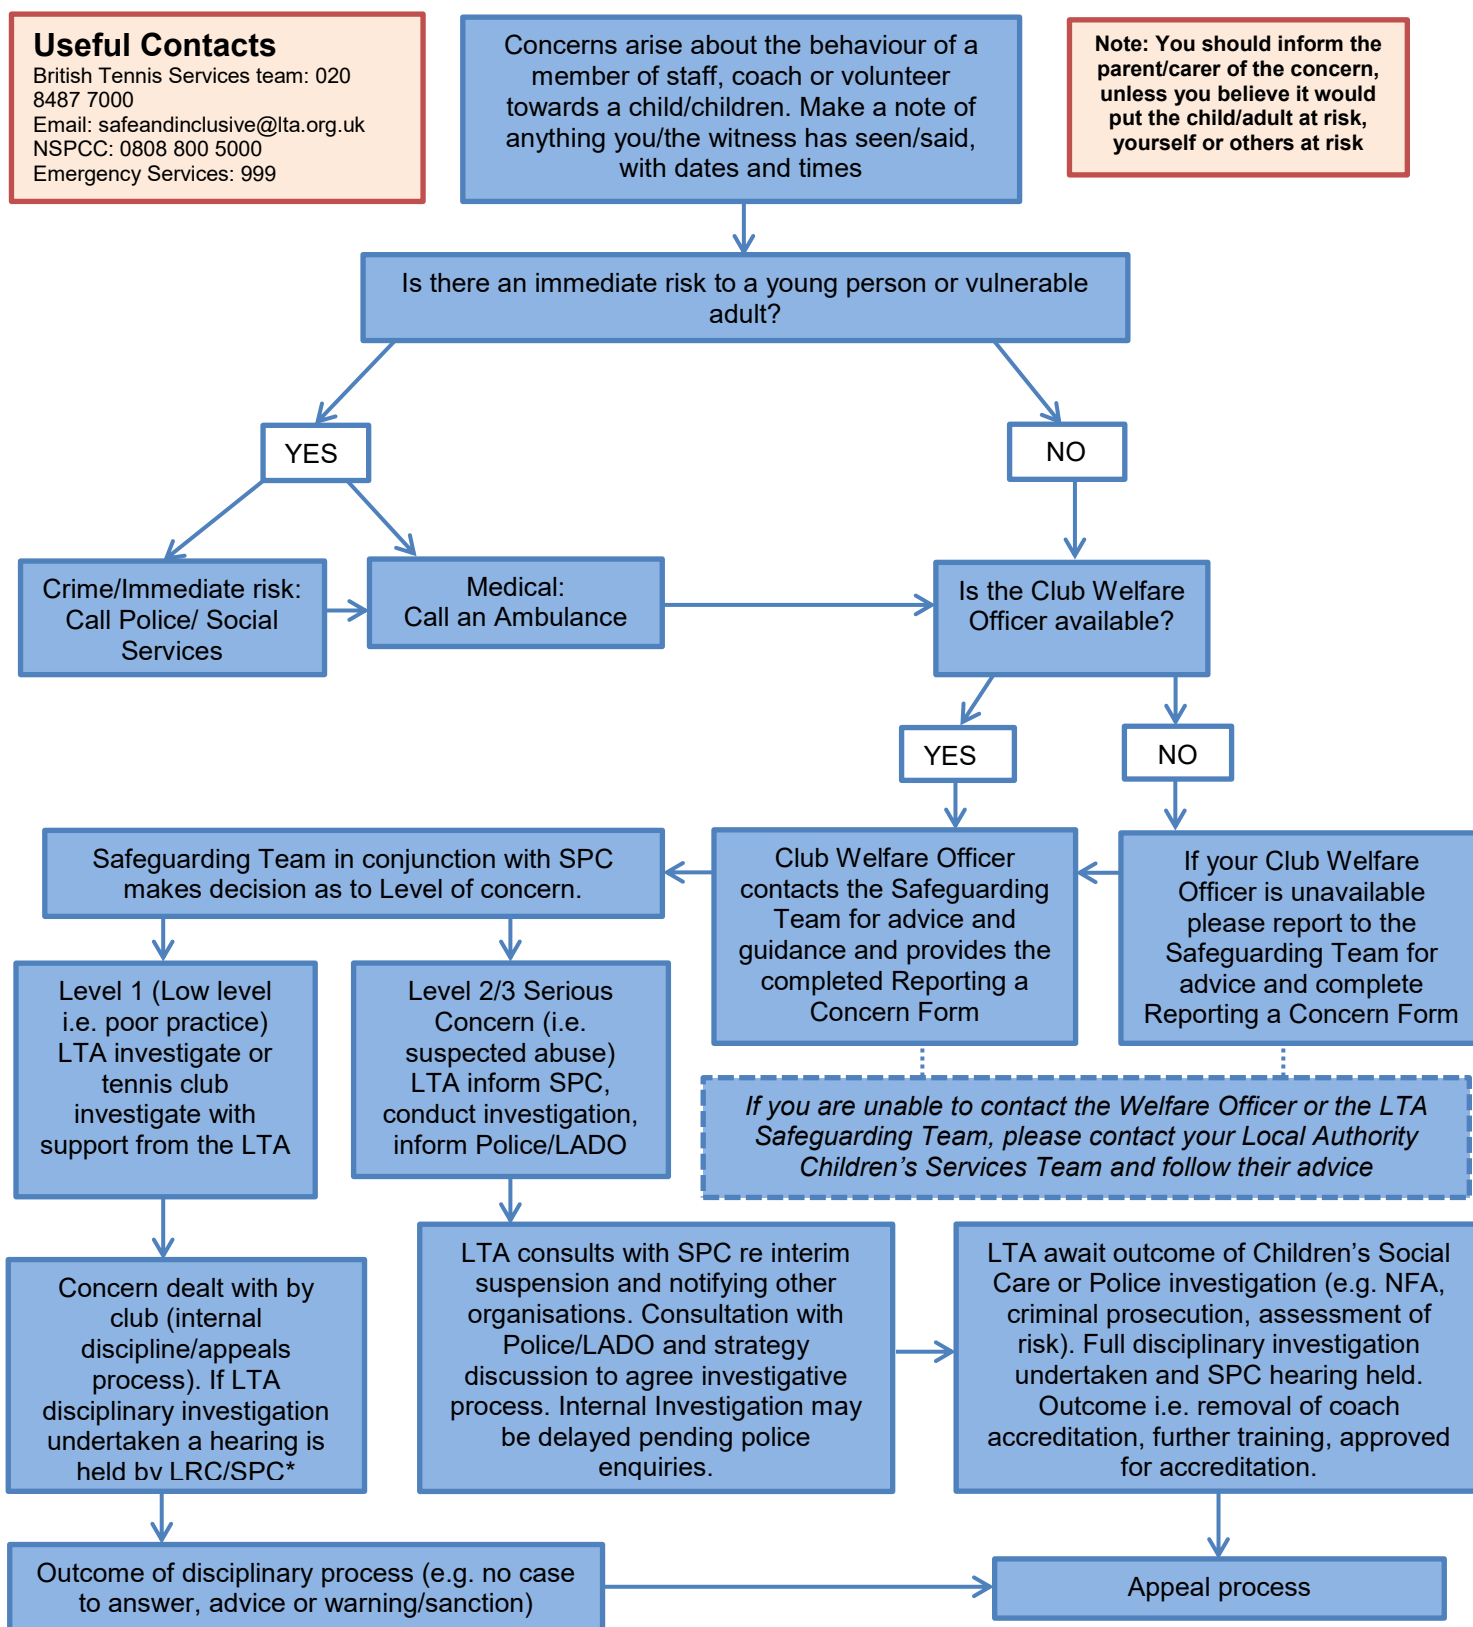 Useful Contacts
British Tennis Services team: 020
8487 7000
Email: safeandinclusive@lta.org.uk
NSPCC: 0808 800 5000
Emergency Services: 999
Concerns arise about the behaviour of a
member of staff, coach or volunteer
towards a child/children. Make a note of
anything you/the witness has seen/said,
with dates and times
Note: You should inform the
parent/carer of the concern,
unless you believe it would
put the child/adult at risk,
yourself or others at risk
Is there an immediate risk to a young person or vulnerable
adult?
YES
NO
Crime/Immediate risk:
Call Police/ Social
Services
Medical:
Call an Ambulance
Is the Club Welfare
Officer available?
YES
NO
Safeguarding Team in conjunction with SPC
makes decision as to Level of concern.
Club Welfare Officer
contacts the Safeguarding
Team for advice and
guidance and provides the
completed Reporting a
Concern Form
If your Club Welfare
Officer is unavailable
please report to the
Safeguarding Team for
advice and complete
Reporting a Concern Form
Level 1 (Low level
i.e. poor practice)
LTA investigate or
tennis club
investigate with
support from the LTA
Level 2/3 Serious
Concern (i.e.
suspected abuse)
LTA inform SPC,
conduct investigation,
inform Police/LADO
If you are unable to contact the Welfare Officer or the LTA
Safeguarding Team, please contact your Local Authority
Children’s Services Team and follow their advice
Concern dealt with by
club (internal
discipline/appeals
process). If LTA
disciplinary investigation
undertaken a hearing is
held by LRC/SPC*
LTA consults with SPC re interim
suspension and notifying other
organisations. Consultation with
Police/LADO and strategy
discussion to agree investigative
process. Internal Investigation may
be delayed pending police
enquiries.
LTA await outcome of Children’s Social
Care or Police investigation (e.g. NFA,
criminal prosecution, assessment of
risk). Full disciplinary investigation
undertaken and SPC hearing held.
Outcome i.e. removal of coach
accreditation, further training, approved
for accreditation.
Outcome of disciplinary process (e.g. no case
to answer, advice or warning/sanction)
Appeal process